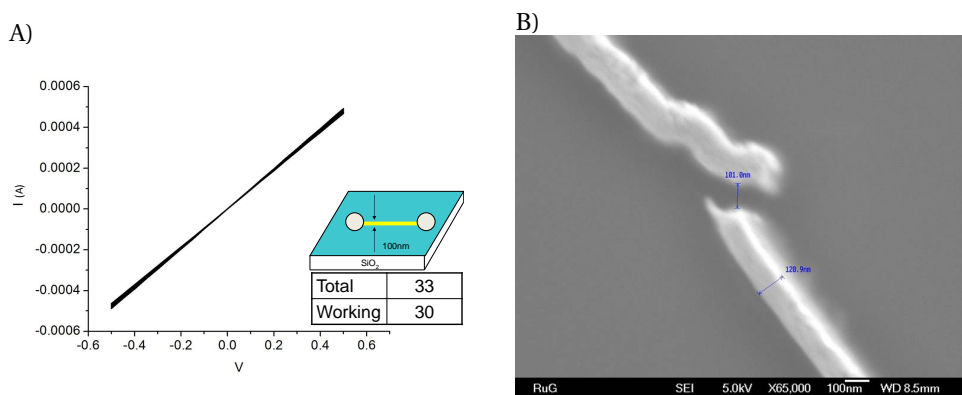 A)
0.0006
0.0004
0.0002
0.0000
-0.0002
-0.0004
-0.0006
-0.6 -0.4 -0.2 0.0 0.2 0.4 0.6
I (A)
V
100nm
SiO2
Total 33
Working 30
B)
101.0nm
120.9nm
RuG SEI 5.0kV X65,000 100nm WD 8.5mm